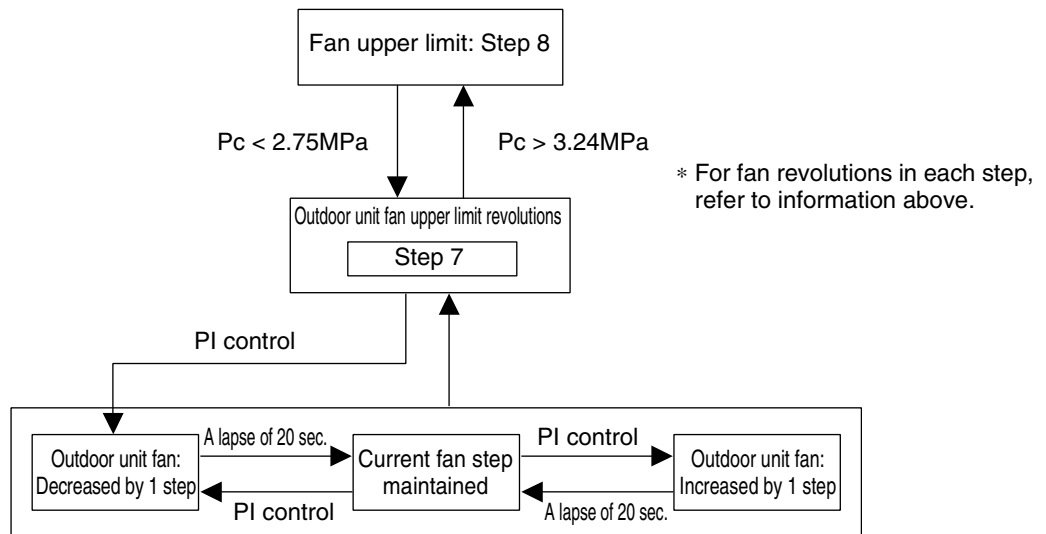 Fan upper limit: Step 8
Pc < 2.75MPa
Pc > 3.24MPa
* For fan revolutions in each step,
refer to information above.
Outdoor unit fan upper limit revolutions
Step 7
PI control
Outdoor unit fan:
Decreased by 1 step
A lapse of 20 sec.
PI control
Current fan step
maintained
PI control
A lapse of 20 sec.
Outdoor unit fan:
Increased by 1 step